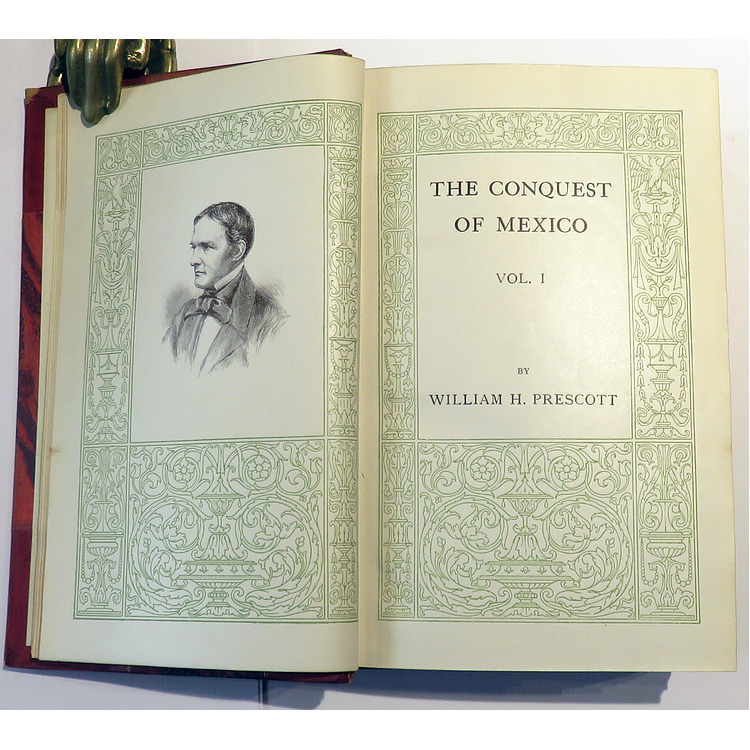 THE CONQUEST
OF MEXICO
VOL. I
BY
WILLIAM H. PRESCOTT